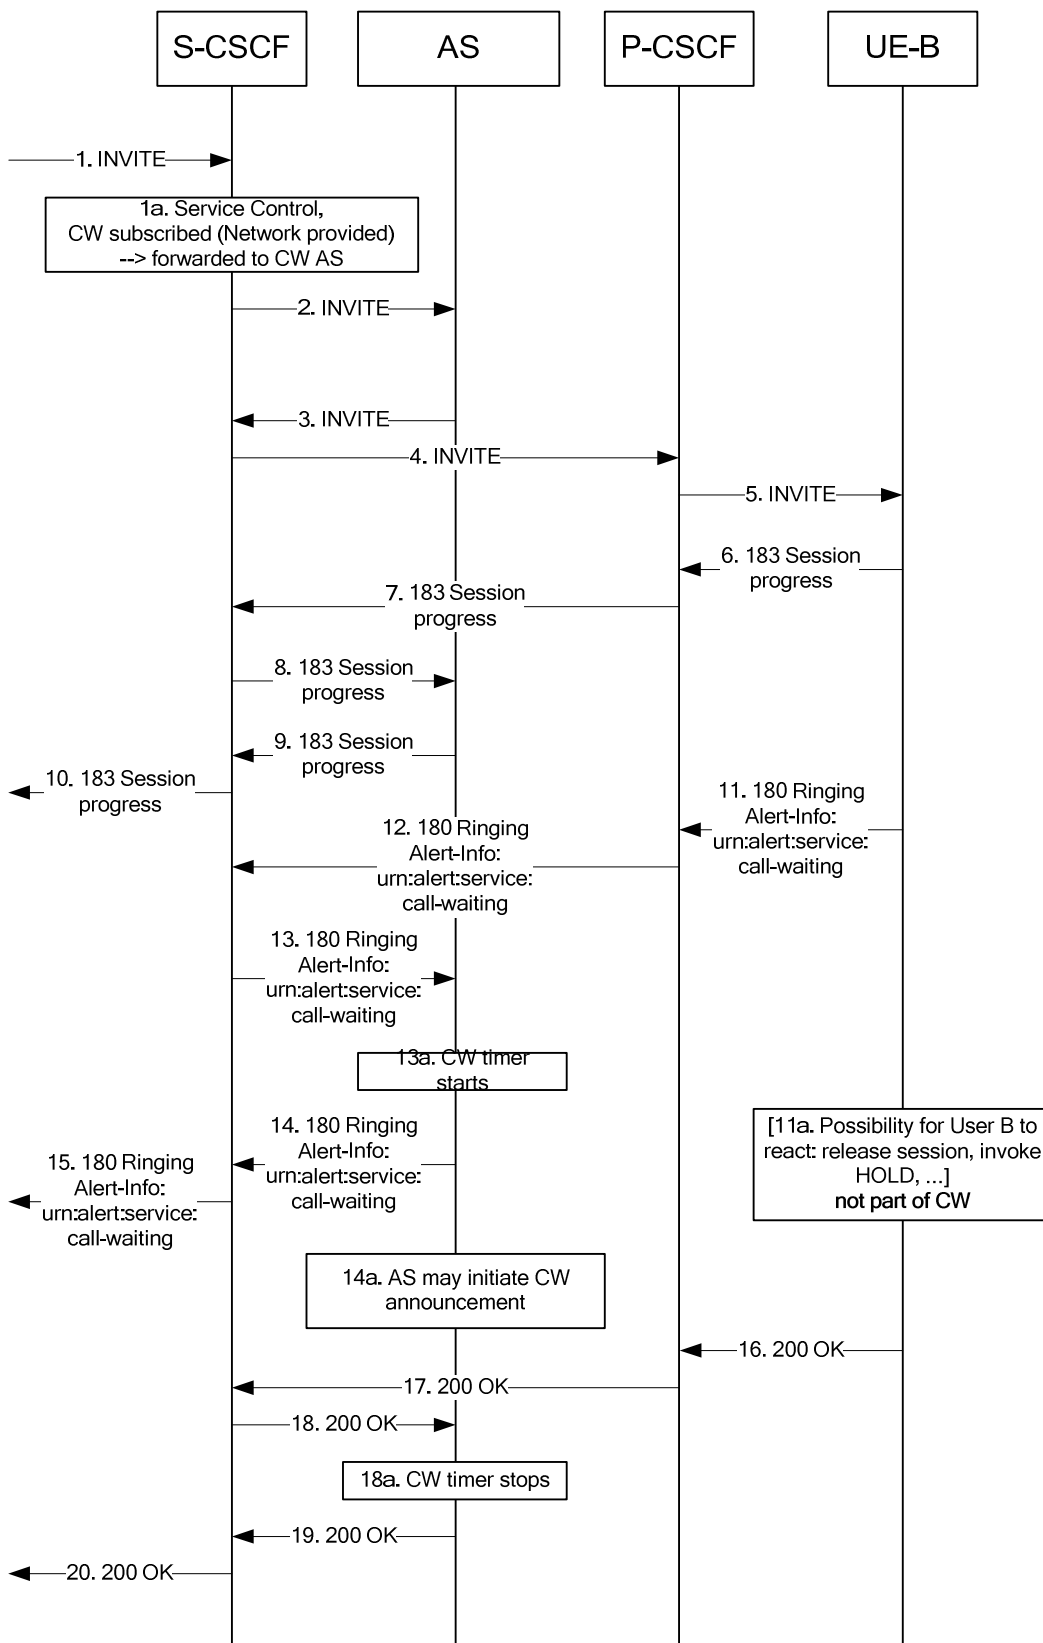 S-CSCF
AS
P-CSCF
UE-B
1. INVITE
1a. Service Control,
CW subscribed (Network provided)
--> forwarded to CW AS
2. INVITE
3. INVITE
4. INVITE
5. INVITE
6. 183 Session
progress
7. 183 Session
progress
8. 183 Session
progress
9. 183 Session
progress
10. 183 Session
progress
11. 180 Ringing
Alert-Info:
urn:alert:service:
call-waiting
12. 180 Ringing
Alert-Info:
urn:alert:service:
call-waiting
13. 180 Ringing
Alert-Info:
urn:alert:service:
call-waiting
13a. CW timer
starts
[11a. Possibility for User B to
react: release session, invoke
HOLD, ...]
not part of CW
14. 180 Ringing
Alert-Info:
urn:alert:service:
call-waiting
15. 180 Ringing
Alert-Info:
urn:alert:service:
call-waiting
14a. AS may initiate CW
announcement
16. 200 OK
17. 200 OK
18. 200 OK
18a. CW timer stops
19. 200 OK
20. 200 OK